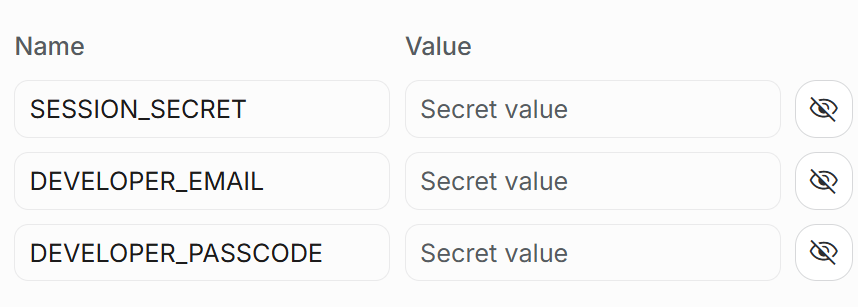 Name Value
SESSION_SECRET Secret value
DEVELOPER_EMAIL Secret value
DEVELOPER_PASSCODE Secret value